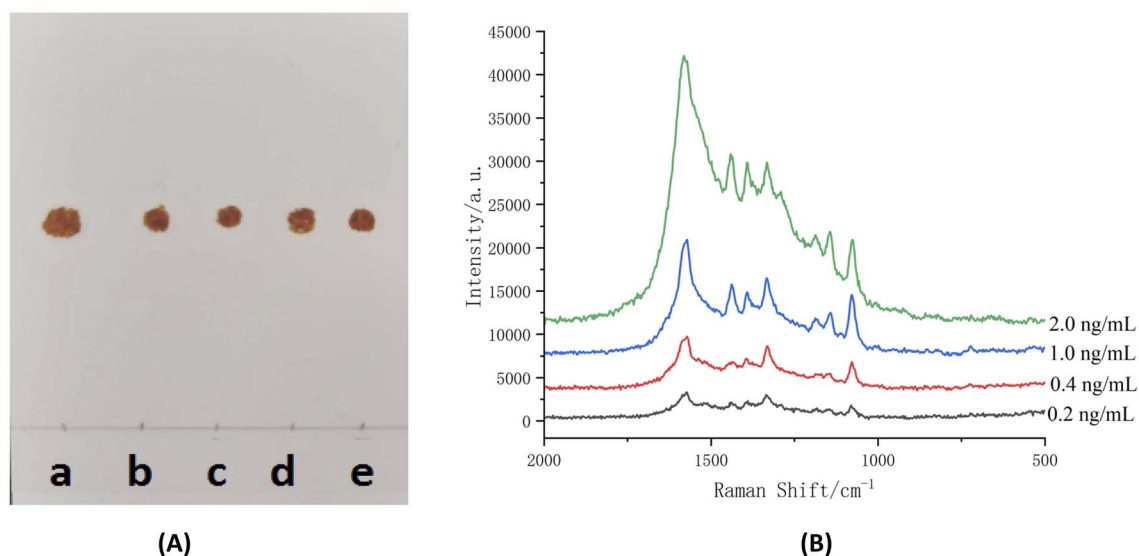 a b c d e
(A)
45000
40000
35000
30000
25000
20000
15000
10000
5000
0
Intensity/a.u.
2.0 ng/mL
1.0 ng/mL
0.4 ng/mL
0.2 ng/mL
2000 1500 1000 500
Raman Shift/cm⁻¹
(B)